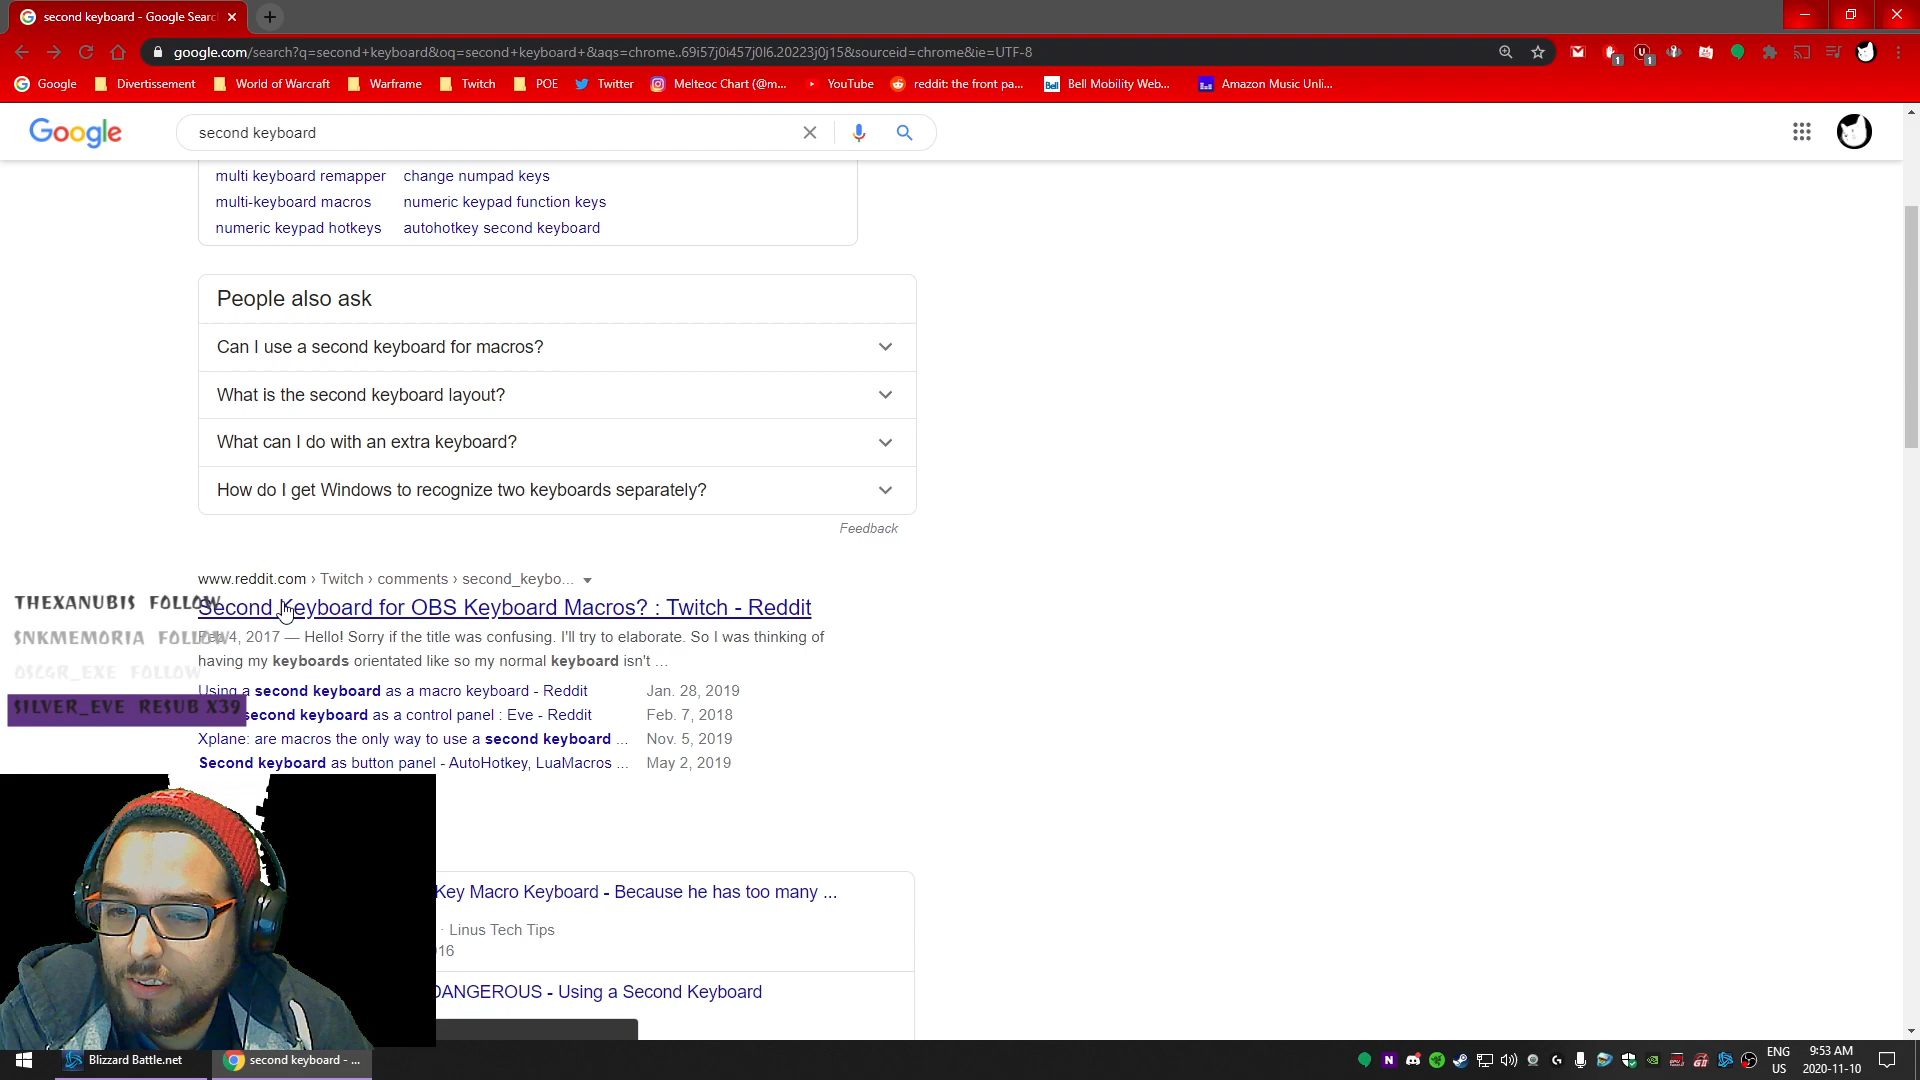 second keyboard - Google Searc
google.com/search?q=second+keyboard&oq=second+keyboard+&aqs=chrome..69i57j0i457j0l6.20223j0j15&sourceid=chrome&ie=UTF-8
1
1
Google Divertissement World of Warcraft Warframe Twitch POE Twitter Melteoc Chart (@m... YouTube reddit: the front pa... Bell Bell Mobility Web... Amazon Music Unli...
Google second keyboard
multi keyboard remapper change numpad keys
multi-keyboard macros numeric keypad function keys
numeric keypad hotkeys autohotkey second keyboard
People also ask
Can I use a second keyboard for macros?
What is the second keyboard layout?
What can I do with an extra keyboard?
How do I get Windows to recognize two keyboards separately?
Feedback
www.reddit.com › Twitch › comments › second_keybo...
THEXANUBIS FOLLOW
Second Keyboard for OBS Keyboard Macros? : Twitch - Reddit
SNKMEMORIA FOLLOW
4, 2017 — Hello! Sorry if the title was confusing. I'll try to elaborate. So I was thinking of
having my keyboards orientated like so my normal keyboard isn't ...
OSCGR_EXE FOLLOW
Using a second keyboard as a macro keyboard - Reddit Jan. 28, 2019
SILVER_EVE RESUB X39
second keyboard as a control panel : Eve - Reddit Feb. 7, 2018
Xplane: are macros the only way to use a second keyboard ... Nov. 5, 2019
Second keyboard as button panel - AutoHotkey, LuaMacros ... May 2, 2019
Key Macro Keyboard - Because he has too many ...
· Linus Tech Tips
16
DANGEROUS - Using a Second Keyboard
Blizzard Battle.net second keyboard - ... ENG 9:53 AM
US 2020-11-10